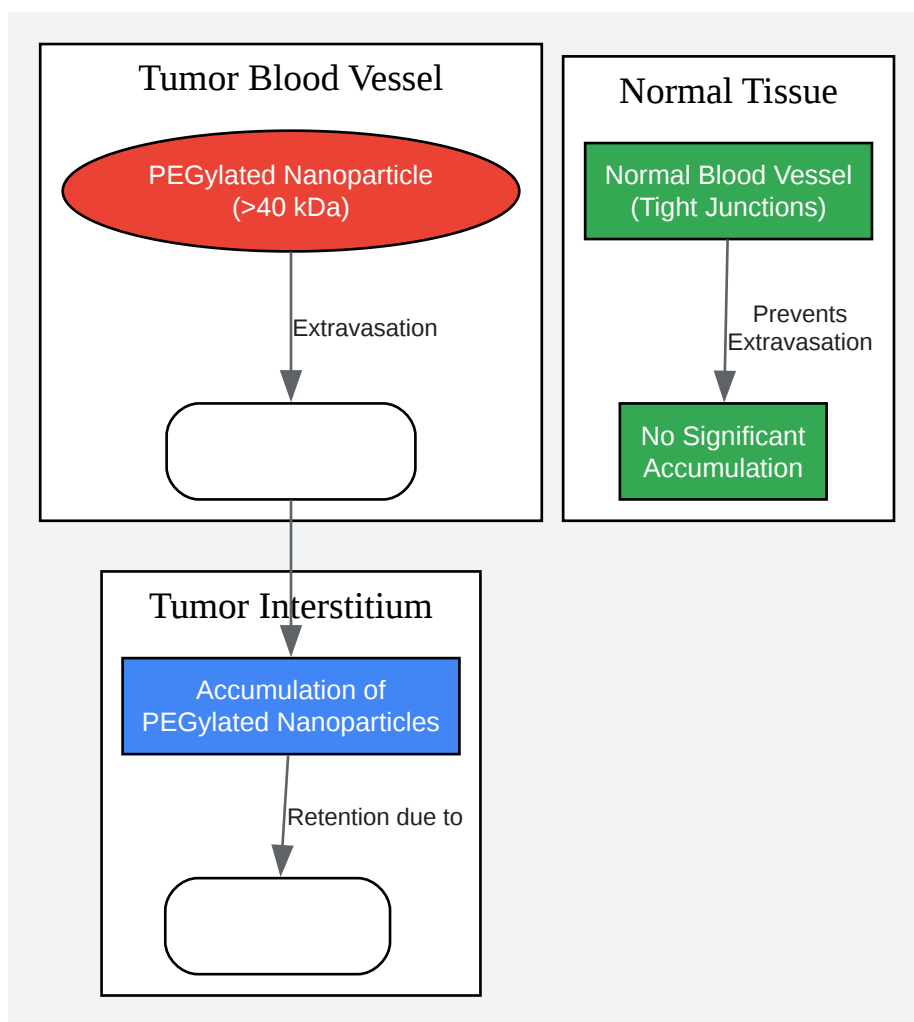 Tumor Blood Vessel
PEGylated Nanoparticle
(>40 kDa)
Extravasation
Normal Tissue
Normal Blood Vessel
(Tight Junctions)
Prevents
Extravasation
No Significant
Accumulation
Tumor Interstitium
Accumulation of
PEGylated Nanoparticles
Retention due to